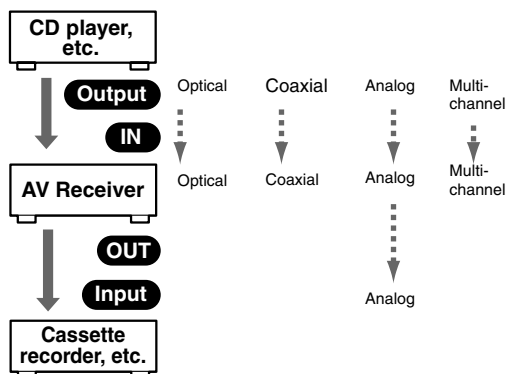 CD player,
etc.
Output
Optical
Coaxial
Analog
Multi-
channel
IN
AV Receiver
Optical
Coaxial
Analog
Multi-
channel
OUT
Input
Analog
Cassette
recorder, etc.